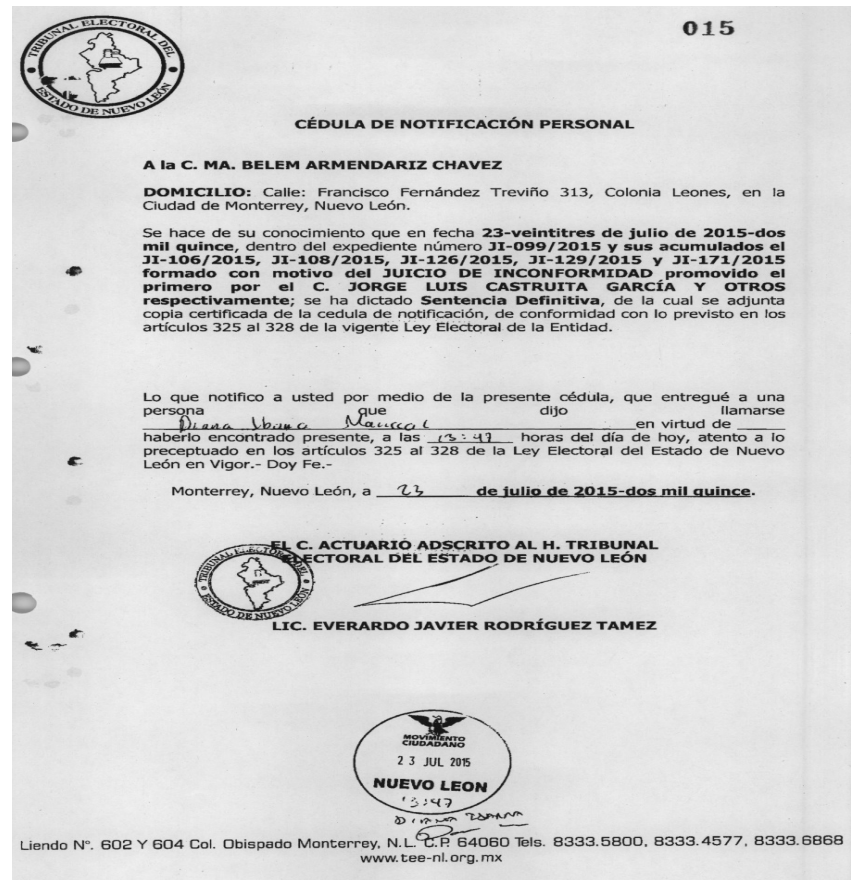 015
TRIBUNAL ELECTORAL DEL
ESTADO DE NUEVO LEÓN
CÉDULA DE NOTIFICACIÓN PERSONAL
A la C. MA. BELEM ARMENDARIZ CHAVEZ
DOMICILIO: Calle: Francisco Fernández Treviño 313, Colonia Leones, en la
Ciudad de Monterrey, Nuevo León.
Se hace de su conocimiento que en fecha 23-veintitres de julio de 2015-dos
mil quince, dentro del expediente número JI-099/2015 y sus acumulados el
JI-106/2015, JI-108/2015, JI-126/2015, JI-129/2015 y JI-171/2015
formado con motivo del JUICIO DE INCONFORMIDAD promovido el
primero por el C. JORGE LUIS CASTRUITA GARCÍA Y OTROS
respectivamente; se ha dictado Sentencia Definitiva, de la cual se adjunta
copia certificada de la cedula de notificación, de conformidad con lo previsto en los
artículos 325 al 328 de la vigente Ley Electoral de la Entidad.
Lo que notifico a usted por medio de la presente cédula, que entregué a una
persona que dijo llamarse
Diana en virtud de
haberlo encontrado presente, a las 13:47 horas del día de hoy, atento a lo
preceptuado en los artículos 325 al 328 de la Ley Electoral del Estado de Nuevo
León en Vigor.- Doy Fe.-
Monterrey, Nuevo León, a 23 de julio de 2015-dos mil quince.
EL C. ACTUARIO ADSCRITO AL H. TRIBUNAL
ELECTORAL DEL ESTADO DE NUEVO LEÓN
TRIBUNAL ELECTORAL DEL
ESTADO DE NUEVO LEÓN
LIC. EVERARDO JAVIER RODRÍGUEZ TAMEZ
MOVIMIENTO
CIUDADANO
23 JUL 2015
NUEVO LEON
13:47
DIANA
Liendo N°. 602 Y 604 Col. Obispado Monterrey, N.L. C.P. 64060 Tels. 8333.5800, 8333.4577, 8333.6868
www.tee-nl.org.mx